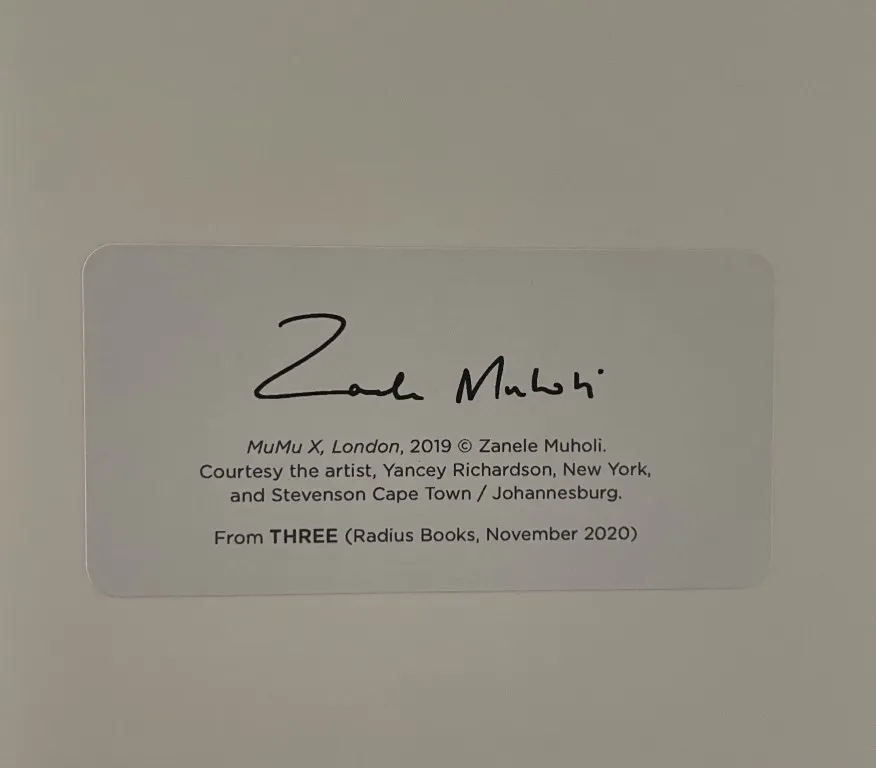 Zanele Muholi
MuMu X, London, 2019 © Zanele Muholi.
Courtesy the artist, Yancey Richardson, New York,
and Stevenson Cape Town / Johannesburg.
From THREE (Radius Books, November 2020)